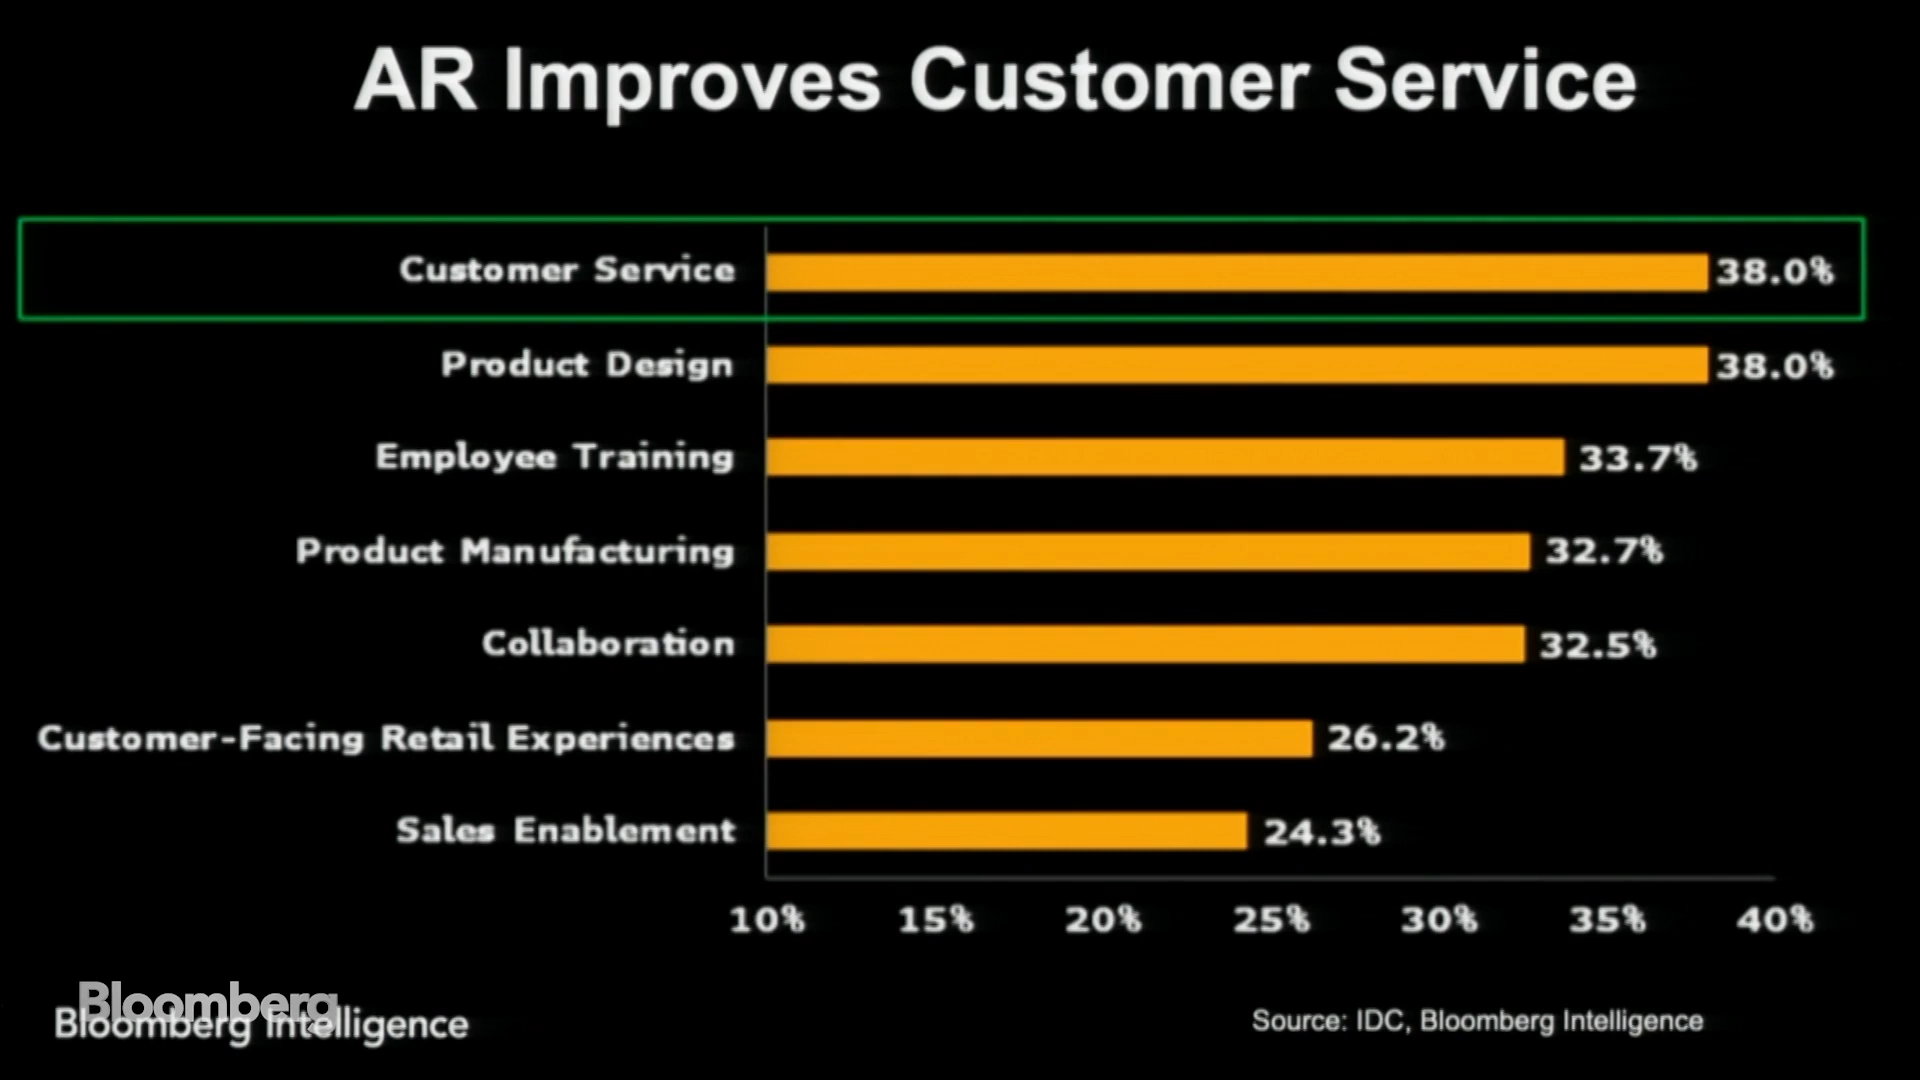 AR Improves Customer Service
Customer Service 38.0%
Product Design 38.0%
Employee Training 33.7%
Product Manufacturing 32.7%
Collaboration 32.5%
Customer-Facing Retail Experiences 26.2%
Sales Enablement 24.3%
10% 15% 20% 25% 30% 35% 40%
Bloomberg
Bloomberg Intelligence
Source: IDC, Bloomberg Intelligence